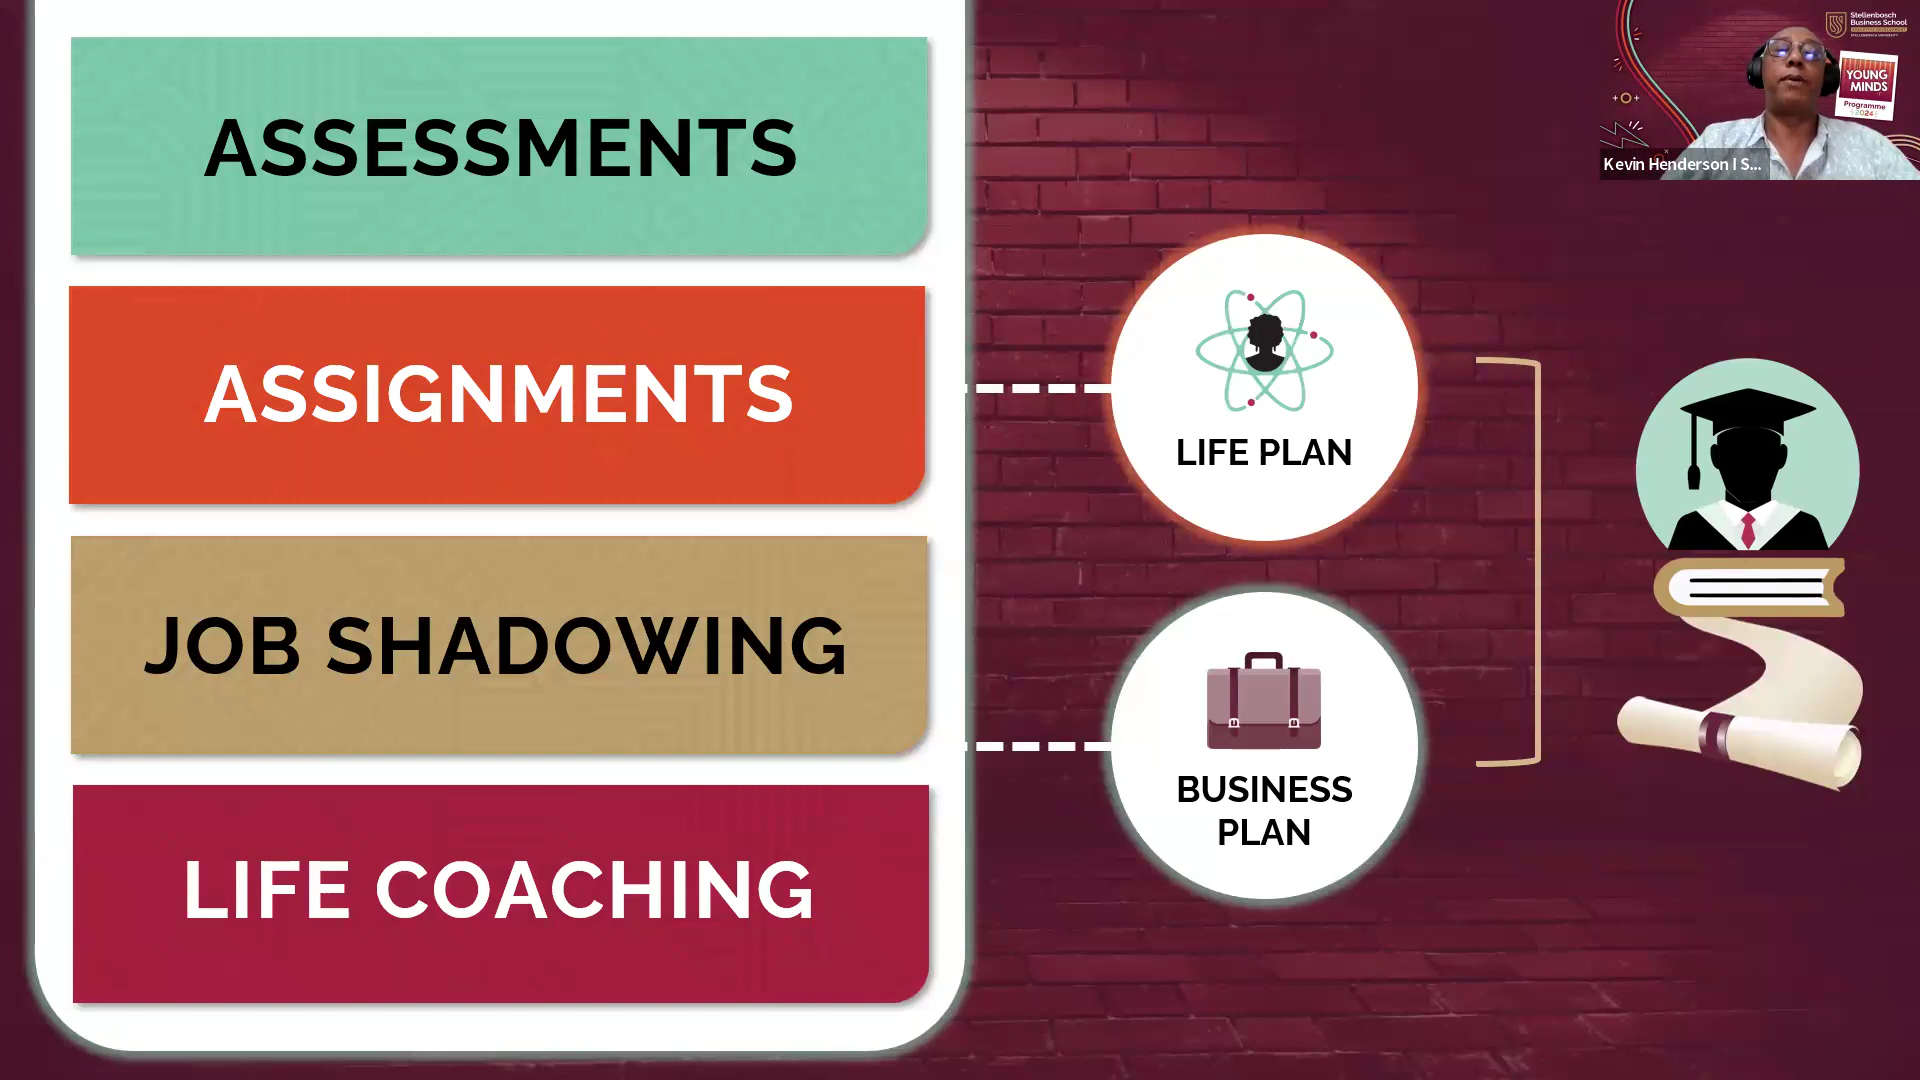 ASSESSMENTS
ASSIGNMENTS
JOB SHADOWING
LIFE COACHING
LIFE PLAN
BUSINESS
PLAN
Stellenbosch
Business School
YOUNG
MINDS
Programme
2024
Kevin Henderson I S...